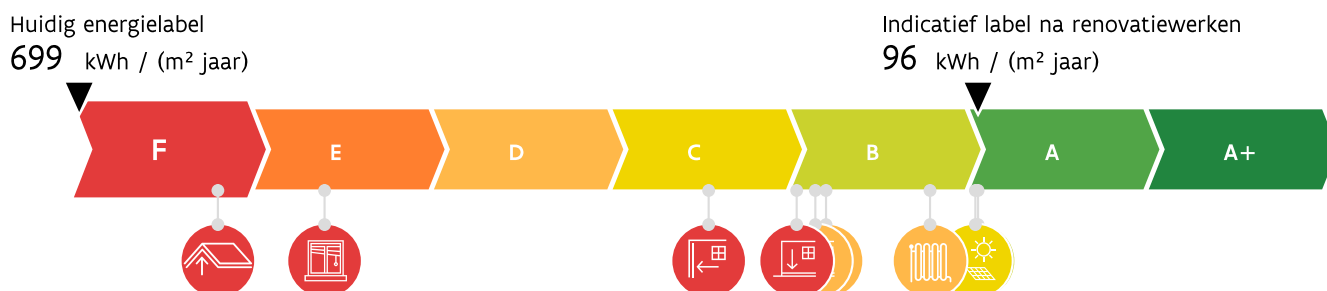 Huidig energielabel
699 kWh / (m² jaar)
Indicatief label na renovatiewerken
96 kWh / (m² jaar)
F E D C B A A+